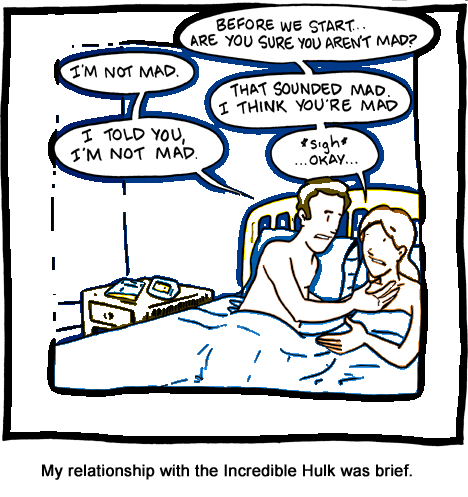 BEFORE WE START...
ARE YOU SURE YOU AREN'T MAD?
I'M NOT MAD.
THAT SOUNDED MAD.
I THINK YOU'RE MAD
I TOLD YOU,
I'M NOT MAD.
*sigh*
...OKAY...
My relationship with the Incredible Hulk was brief.